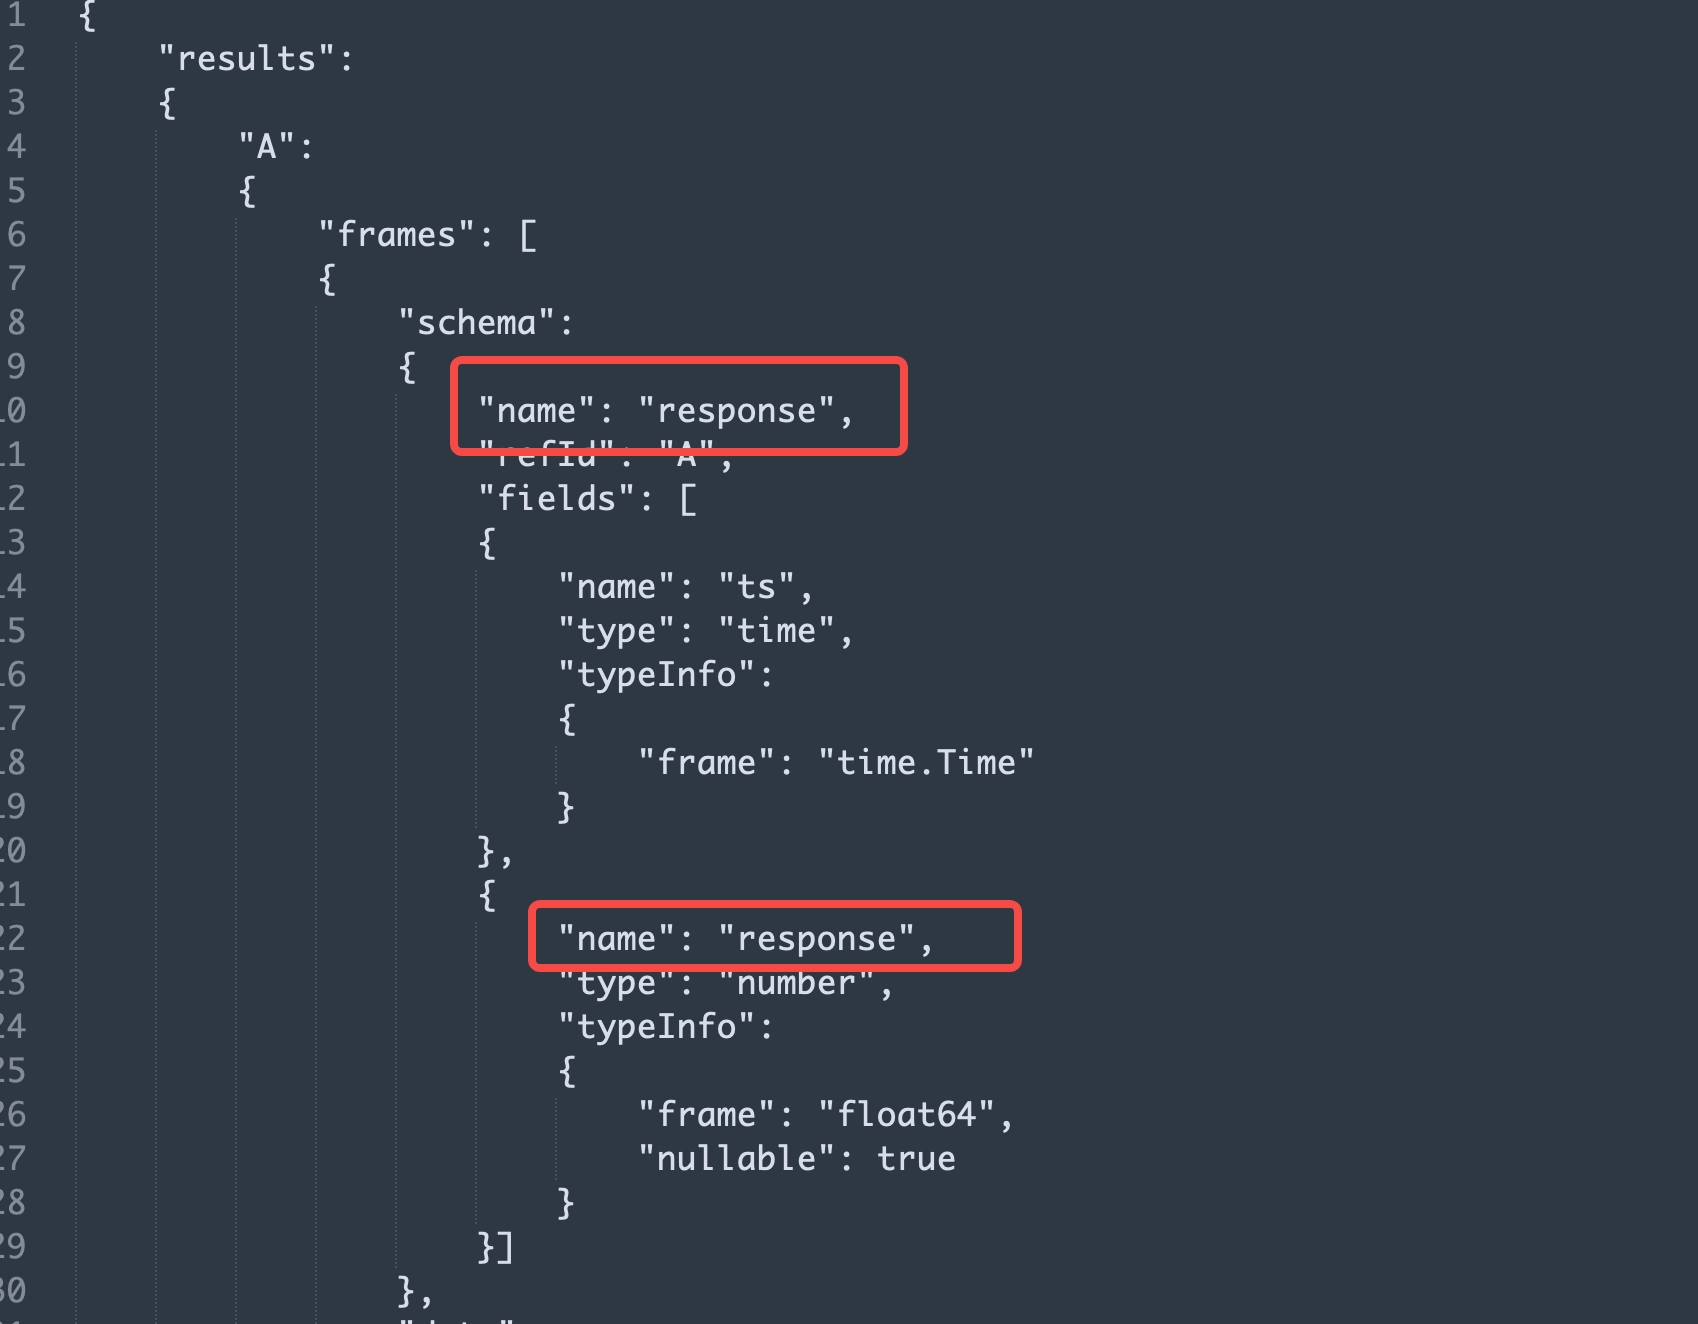 1 {
2 "results":
3 {
4 "A":
5 {
6 "frames": [
7 {
8 "schema":
9 {
10 "name": "response",
11 "refId": "A",
12 "fields": [
13 {
14 "name": "ts",
15 "type": "time",
16 "typeInfo":
17 {
18 "frame": "time.Time"
19 }
20 },
21 {
22 "name": "response",
23 "type": "number",
24 "typeInfo":
25 {
26 "frame": "float64",
27 "nullable": true
28 }
29 }]
30 },